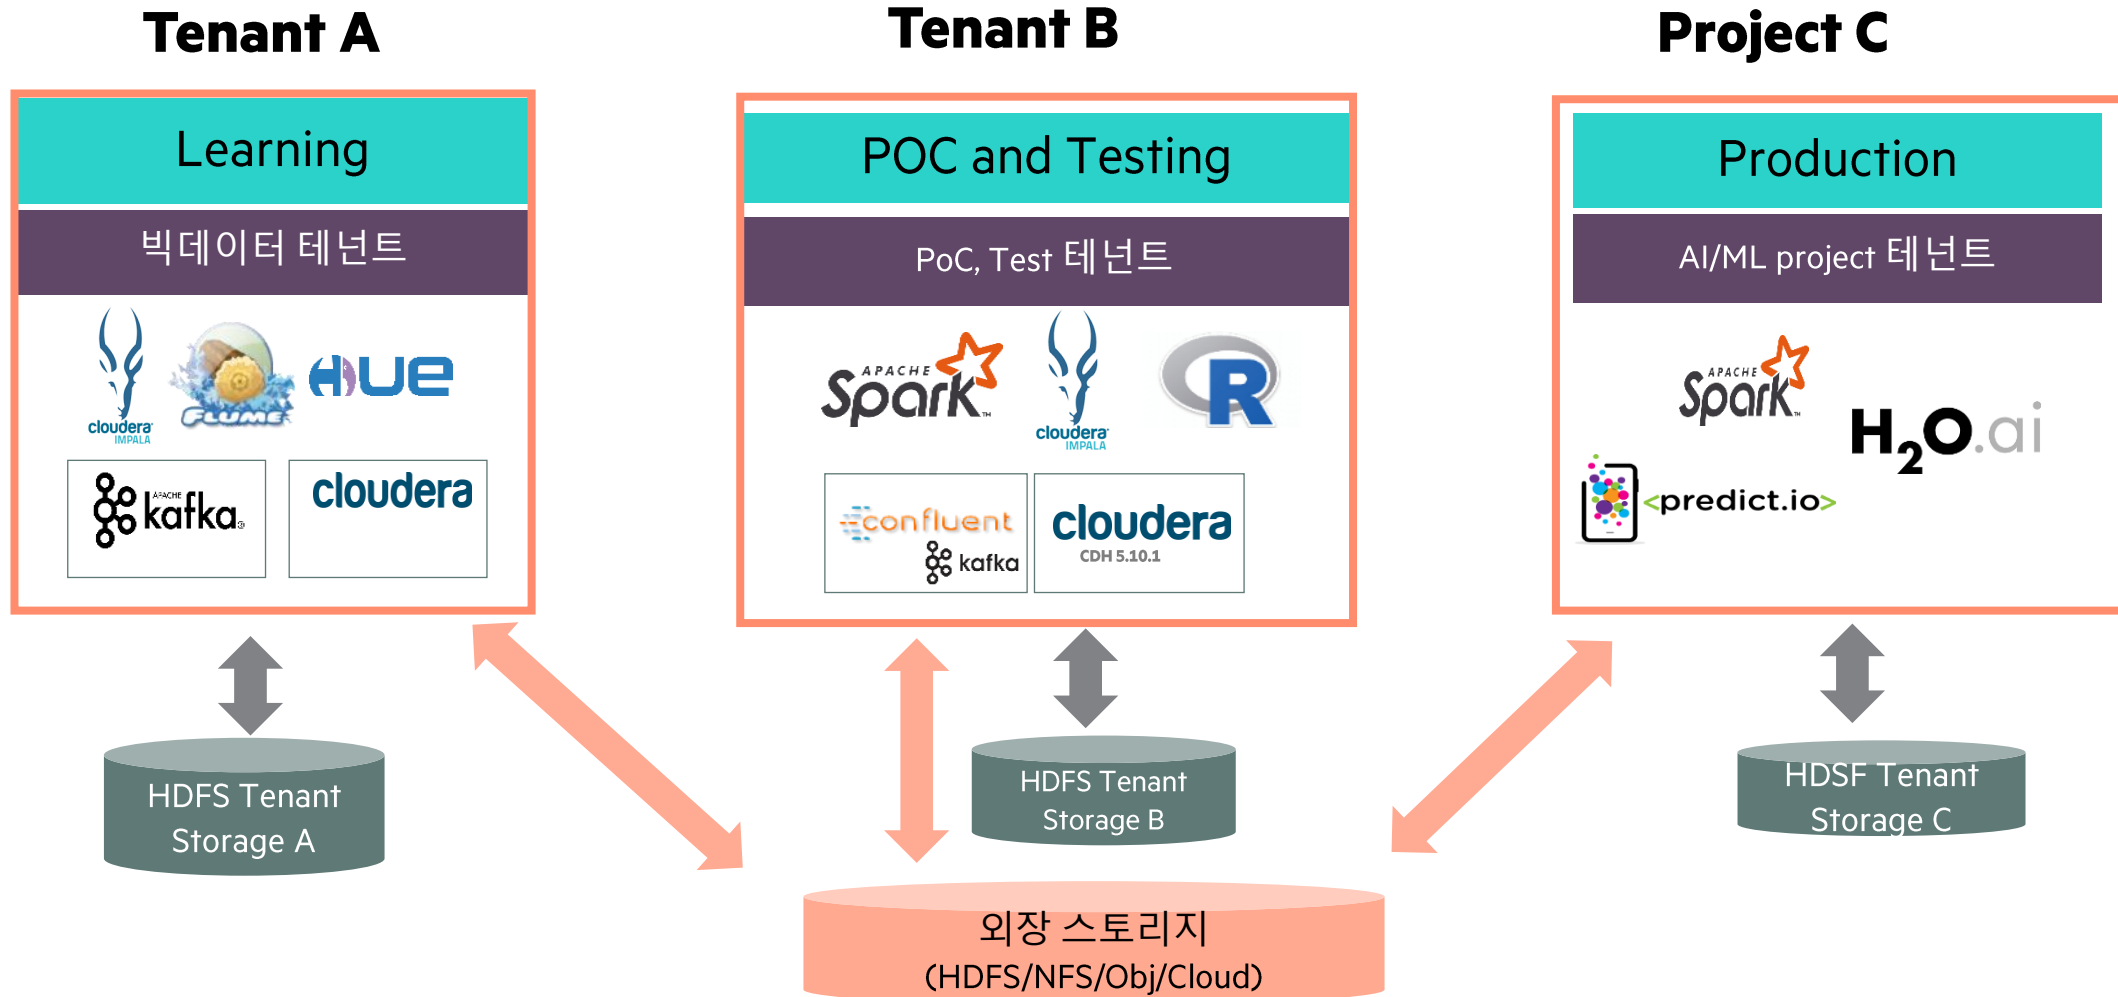 Tenant A
Learning
빅데이터 테넌트
cloudera
IMPALA
FLUME
HUE
APACHE
kafka
cloudera
HDFS Tenant
Storage A
Tenant B
POC and Testing
PoC, Test 테넌트
APACHE
Spark™
cloudera
IMPALA
R
confluent
kafka
cloudera
CDH 5.10.1
HDFS Tenant
Storage B
Project C
Production
AI/ML project 테넌트
APACHE
Spark™
H2O.ai
<predict.io>
HDSF Tenant
Storage C
외장 스토리지
(HDFS/NFS/Obj/Cloud)